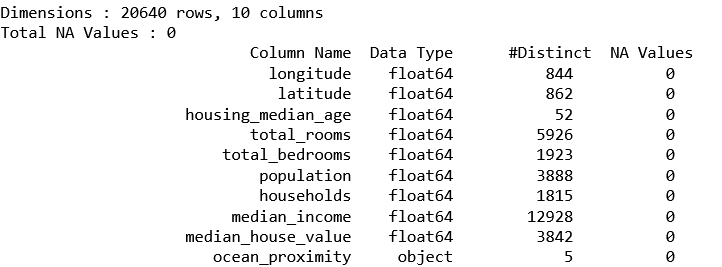 Dimensions : 20640 rows, 10 columns
Total NA Values : 0
Column Name Data Type #Distinct NA Values
longitude float64 844 0
latitude float64 862 0
housing_median_age float64 52 0
total_rooms float64 5926 0
total_bedrooms float64 1923 0
population float64 3888 0
households float64 1815 0
median_income float64 12928 0
median_house_value float64 3842 0
ocean_proximity object 5 0